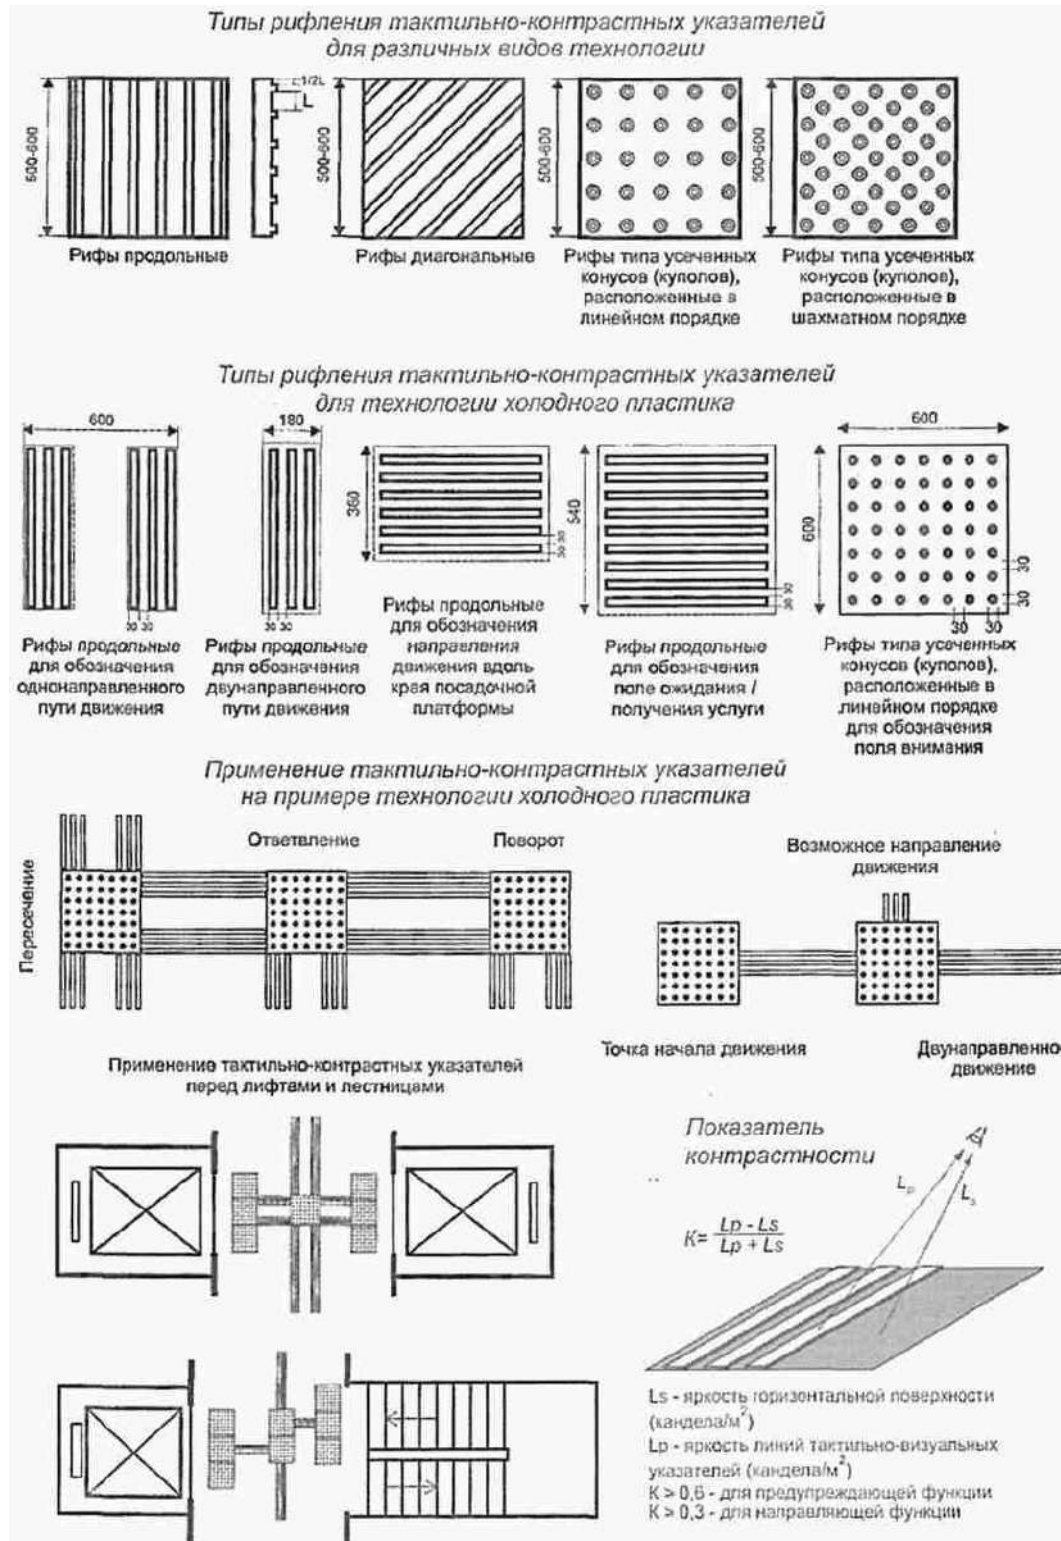 Типы рифления тактильно-контрастных указателей
для различных видов технологии
500-600
1/2L
L
500-600
500-600
500-600
Рифы продольные
Рифы диагональные
Рифы типа усеченных
конусов (куполов),
расположенные в
линейном порядке
Рифы типа усеченных
конусов (куполов),
расположенные в
шахматном порядке
Типы рифления тактильно-контрастных указателей
для технологии холодного пластика
600
180
360
540
600
600
30 30
30 30
30 30
30 30
30
30
30 30
Рифы продольные
для обозначения
однонаправленного
пути движения
Рифы продольные
для обозначения
двунаправленного
пути движения
Рифы продольные
для обозначения
направления
движения вдоль
края посадочной
платформы
Рифы продольные
для обозначения
поле ожидания /
получения услуги
Рифы типа усеченных
конусов (куполов),
расположенные в
линейном порядке
для обозначения
поля внимания
Применение тактильно-контрастных указателей
на примере технологии холодного пластика
Пересечение
Ответвление
Поворот
Возможное направление
движения
Точка начала движения
Двунаправленно
движение
Применение тактильно-контрастных указателей
перед лифтами и лестницами
Показатель
контрастности
Lp
Ls
K= Lp - Ls
Lp + Ls
Ls - яркость горизонтальной поверхности
(кандела/м²)
Lp - яркость линий тактильно-визуальных
указателей (кандела/м²)
K > 0,6 - для предупреждающей функции
K > 0,3 - для направляющей функции